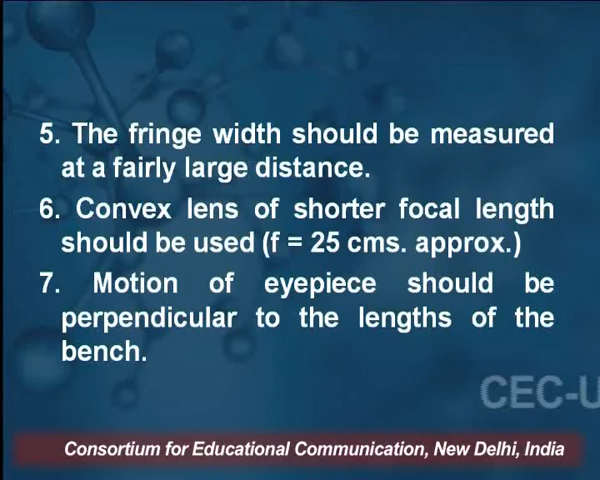 5. The fringe width should be measured
at a fairly large distance.
6. Convex lens of shorter focal length
should be used (f = 25 cms. approx.)
7. Motion of eyepiece should be
perpendicular to the lengths of the
bench.
CEC-U
Consortium for Educational Communication, New Delhi, India